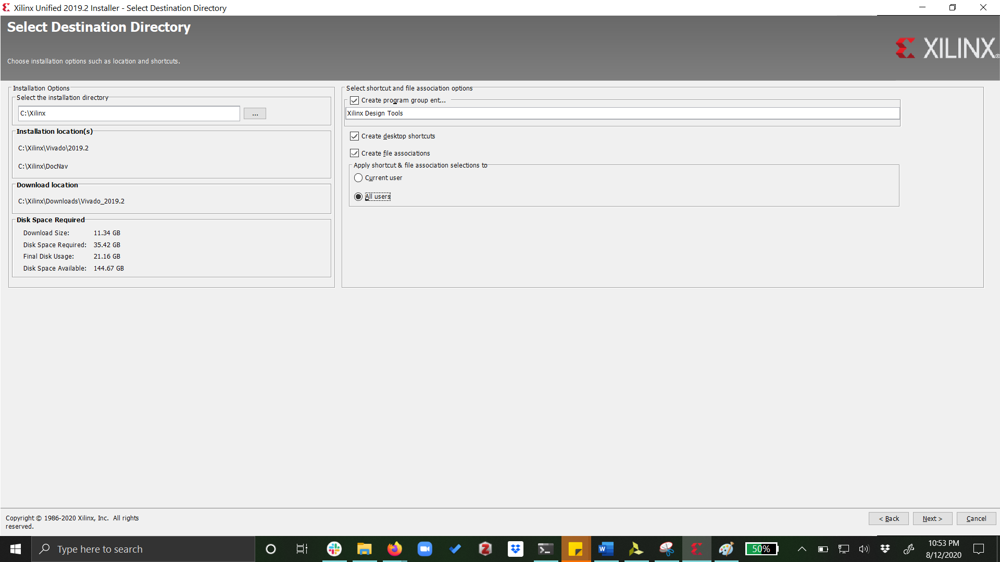 Xilinx Unified 2019.2 Installer - Select Destination Directory
Select Destination Directory
Choose installation options such as location and shortcuts.
XILINX®
Installation Options
Select the installation directory
C:\Xilinx
...
Installation location(s)
C:\Xilinx\Vivado\2019.2
C:\Xilinx\DocNav
Download location
C:\Xilinx\Downloads\Vivado_2019.2
Disk Space Required
Download Size: 11.34 GB
Disk Space Required: 35.42 GB
Final Disk Usage: 21.16 GB
Disk Space Available: 144.67 GB
Select shortcut and file association options
Create program group ent...
Xilinx Design Tools
Create desktop shortcuts
Create file associations
Apply shortcut & file association selections to
Current user
All users
Copyright © 1986-2020 Xilinx, Inc. All rights
reserved.
< Back
Next >
Cancel
Type here to search
Z
W
50%
10:53 PM
8/12/2020